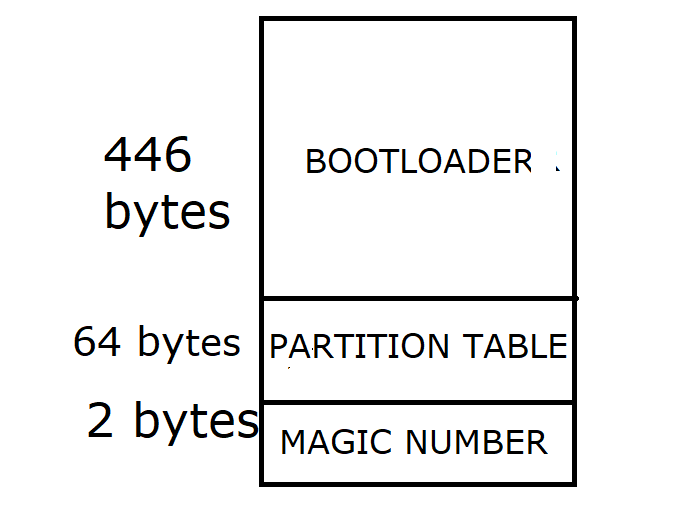 446
bytes
BOOTLOADER
64 bytes
PARTITION TABLE
2 bytes
MAGIC NUMBER